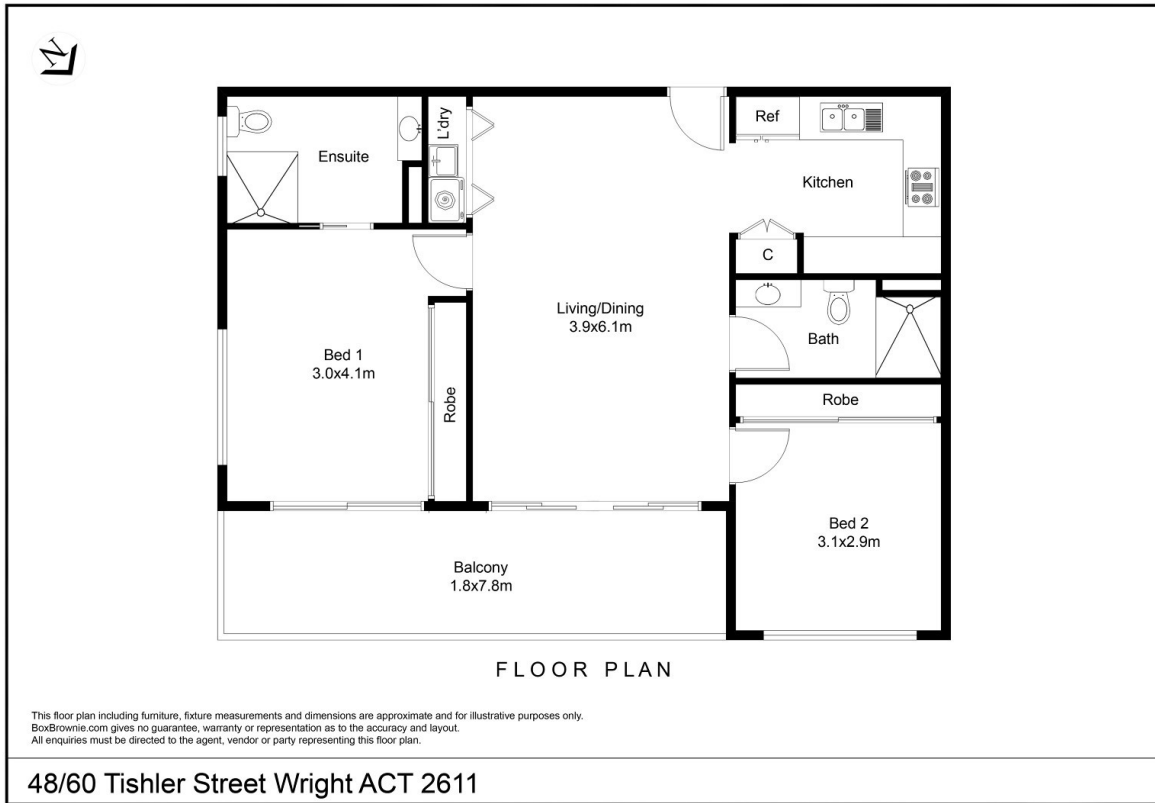 N
Ref
L'dry
Ensuite
Kitchen
C
Living/Dining
3.9x6.1m
Bath
Bed 1
3.0x4.1m
Robe
Robe
Bed 2
3.1x2.9m
Balcony
1.8x7.8m
FLOOR PLAN
This floor plan including furniture, fixture measurements and dimensions are approximate and for illustrative purposes only.
BoxBrownie.com gives no guarantee, warranty or representation as to the accuracy and layout.
All enquiries must be directed to the agent, vendor or party representing this floor plan.
48/60 Tishler Street Wright ACT 2611